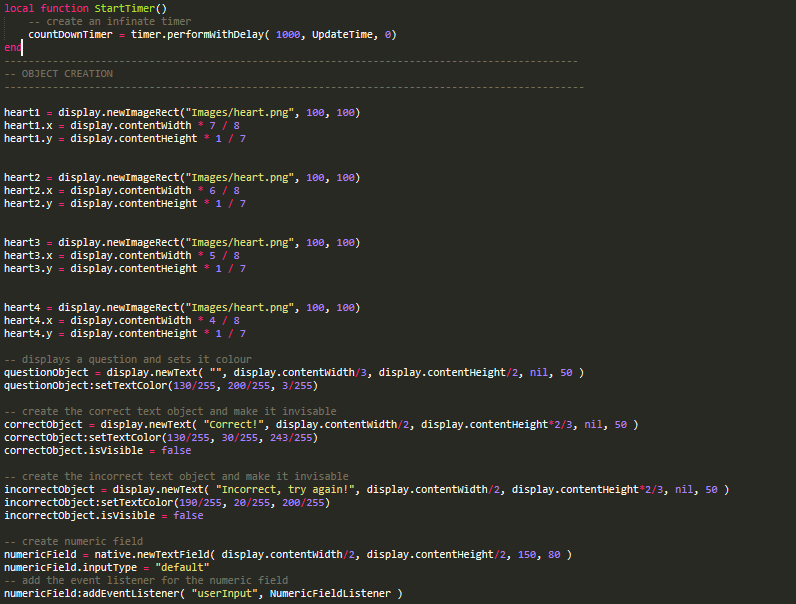 local function StartTimer()
    -- create an infinate timer
    countDownTimer = timer.performWithDelay( 1000, UpdateTime, 0)
end
-----------------------------------------------------------------------------------------------
-- OBJECT CREATION
------------------------------------------------------------------------------------------------
heart1 = display.newImageRect("Images/heart.png", 100, 100)
heart1.x = display.contentWidth * 7 / 8
heart1.y = display.contentHeight * 1 / 7
heart2 = display.newImageRect("Images/heart.png", 100, 100)
heart2.x = display.contentWidth * 6 / 8
heart2.y = display.contentHeight * 1 / 7
heart3 = display.newImageRect("Images/heart.png", 100, 100)
heart3.x = display.contentWidth * 5 / 8
heart3.y = display.contentHeight * 1 / 7
heart4 = display.newImageRect("Images/heart.png", 100, 100)
heart4.x = display.contentWidth * 4 / 8
heart4.y = display.contentHeight * 1 / 7
-- displays a question and sets it colour
questionObject = display.newText( "", display.contentWidth/3, display.contentHeight/2, nil, 50 )
questionObject:setTextColor(130/255, 200/255, 3/255)
-- create the correct text object and make it invisable
correctObject = display.newText( "Correct!", display.contentWidth/2, display.contentHeight*2/3, nil, 50 )
correctObject:setTextColor(130/255, 30/255, 243/255)
correctObject.isVisible = false
-- create the incorrect text object and make it invisable
incorrectObject = display.newText( "Incorrect, try again!", display.contentWidth/2, display.contentHeight*2/3, nil, 50 )
incorrectObject:setTextColor(190/255, 20/255, 200/255)
incorrectObject.isVisible = false
-- create numeric field
numericField = native.newTextField( display.contentWidth/2, display.contentHeight/2, 150, 80 )
numericField.inputType = "default"
-- add the event listener for the numeric field
numericField:addEventListener( "userInput", NumericFieldListener )